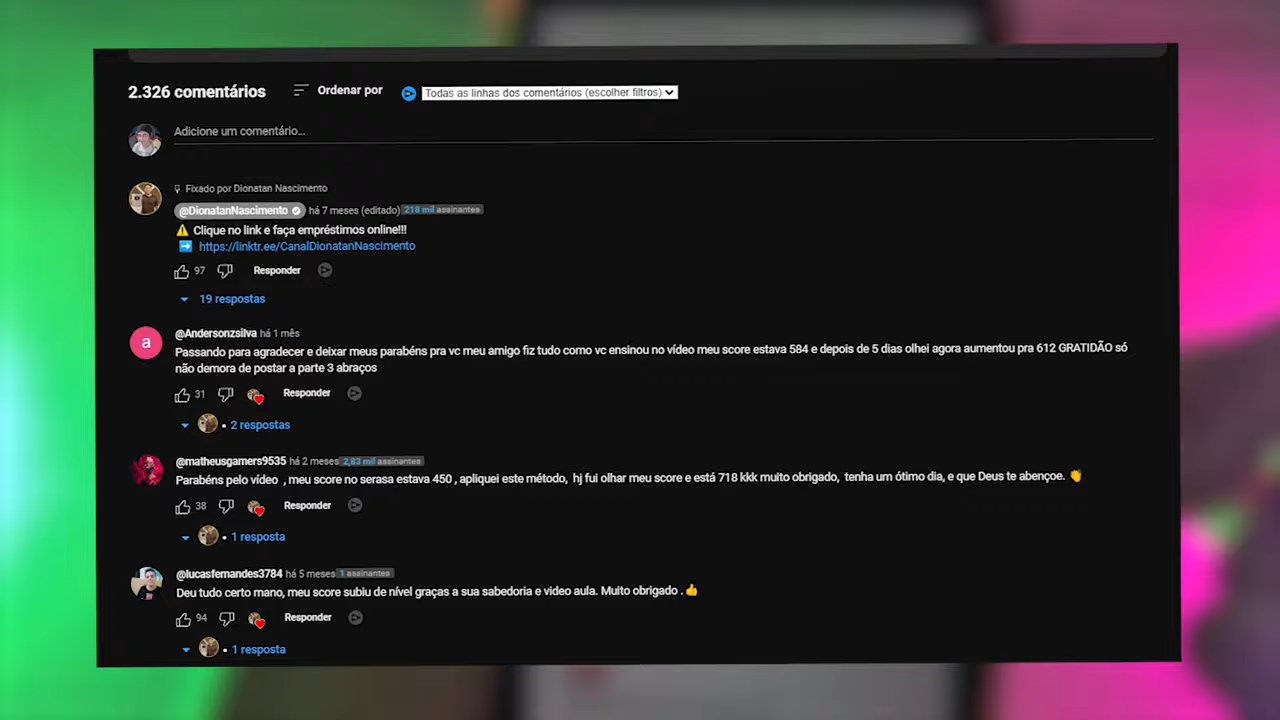 2.326 comentários
Ordenar por
Todas as linhas dos comentários (escolher filtros)
Adicione um comentário...
Fixado por Dionatan Nascimento
@DionatanNascimento há 7 meses (editado) 218 mil assinantes
⚠️ Clique no link e faça empréstimos online!!!
➡️ https://linktr.ee/CanalDionatanNascimento
97 Responder
19 respostas
a
@Andersonzsilva há 1 mês
Passando para agradecer e deixar meus parabéns pra vc meu amigo fiz tudo como vc ensinou no vídeo meu score estava 584 e depois de 5 dias olhei agora aumentou pra 612 GRATIDÃO só
não demora de postar a parte 3 abraços
31 Responder
• 2 respostas
@matheusgamers9535 há 2 meses 2,83 mil assinantes
Parabéns pelo vídeo , meu score no serasa estava 450 , apliquei este método, hj fui olhar meu score e está 718 kkk muito obrigado, tenha um ótimo dia, e que Deus te abençoe. 👏
38 Responder
• 1 resposta
@lucasfernandes3784 há 5 meses 1 assinantes
Deu tudo certo mano, meu score subiu de nível graças a sua sabedoria e video aula. Muito obrigado . 👍
94 Responder
• 1 resposta